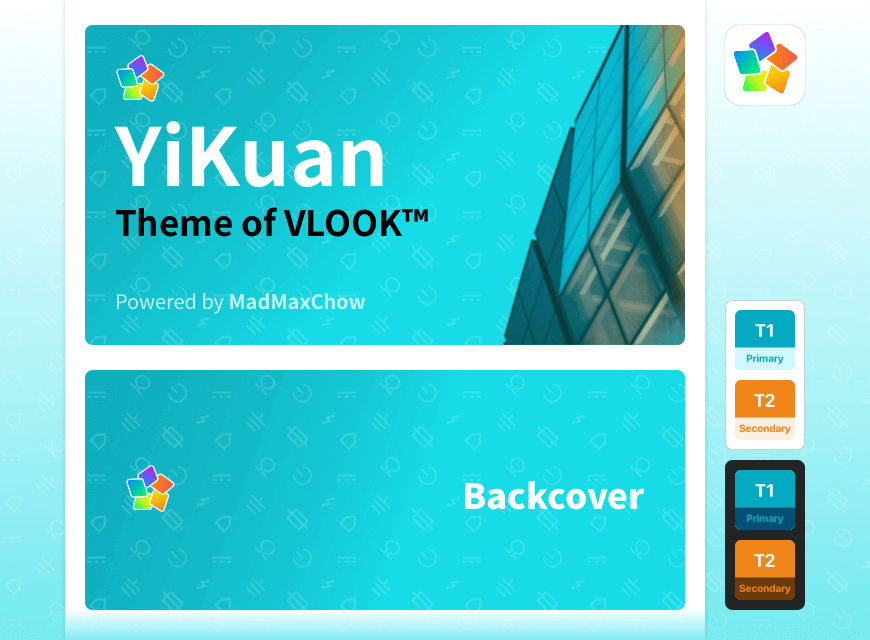 YiKuan
Theme of VLOOK™
Powered by MadMaxChow
Backcover
T1
Primary
T2
Secondary
T1
Primary
T2
Secondary